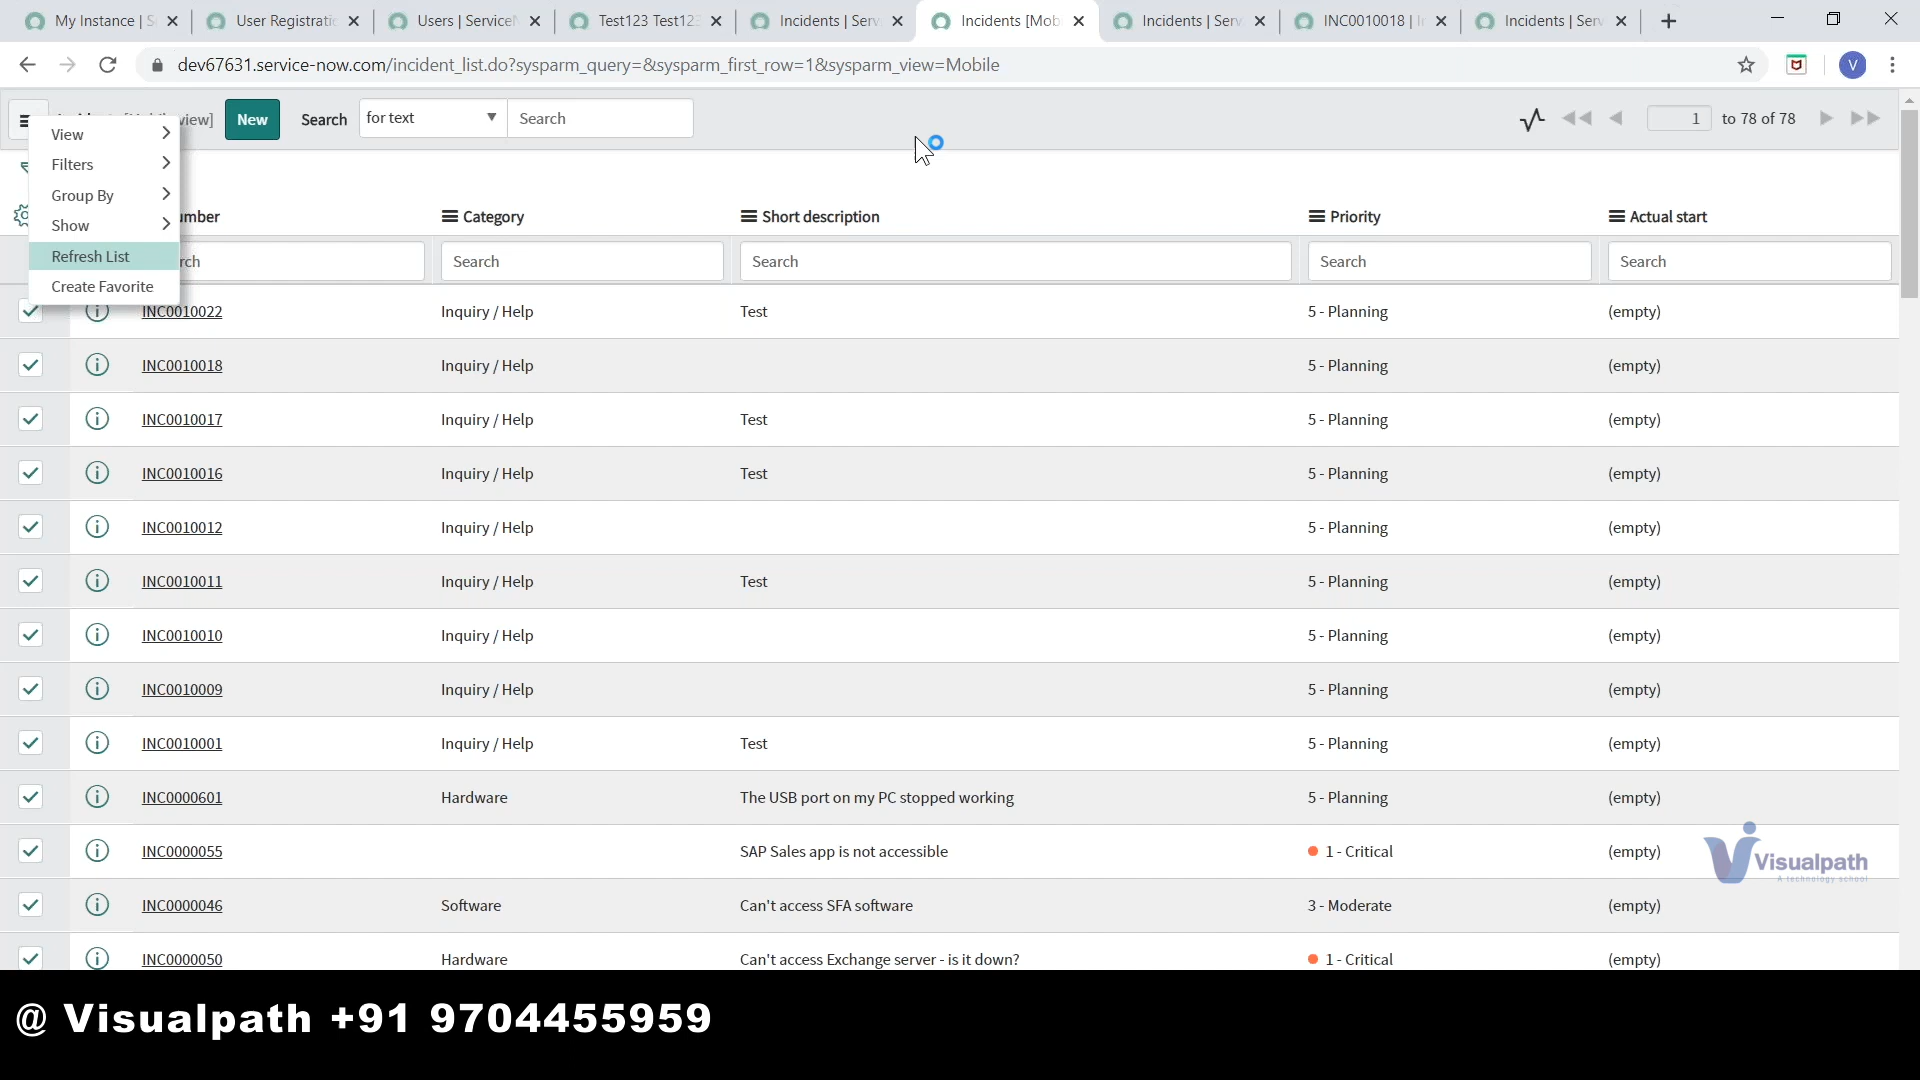 My Instance | S
User Registratio
Users | ServiceN
Test123 Test123
Incidents | Serv
Incidents [Mob
Incidents | Serv
INC0010018 | In
Incidents | Serv
dev67631.service-now.com/incident_list.do?sysparm_query=&sysparm_first_row=1&sysparm_view=Mobile
V
view]
New
Search
for text
Search
1
to 78 of 78
View
Filters
Group By
Show
Refresh List
Create Favorite
umber
Category
Short description
Priority
Actual start
rch
Search
Search
Search
Search
INC0010022 Inquiry / Help Test 5 - Planning (empty)
INC0010018 Inquiry / Help 5 - Planning (empty)
INC0010017 Inquiry / Help Test 5 - Planning (empty)
INC0010016 Inquiry / Help Test 5 - Planning (empty)
INC0010012 Inquiry / Help 5 - Planning (empty)
INC0010011 Inquiry / Help Test 5 - Planning (empty)
INC0010010 Inquiry / Help 5 - Planning (empty)
INC0010009 Inquiry / Help 5 - Planning (empty)
INC0010001 Inquiry / Help Test 5 - Planning (empty)
INC0000601 Hardware The USB port on my PC stopped working 5 - Planning (empty)
INC0000055 SAP Sales app is not accessible 1 - Critical (empty)
Visualpath
A technology school
INC0000046 Software Can't access SFA software 3 - Moderate (empty)
INC0000050 Hardware Can't access Exchange server - is it down? 1 - Critical (empty)
@ Visualpath +91 9704455959